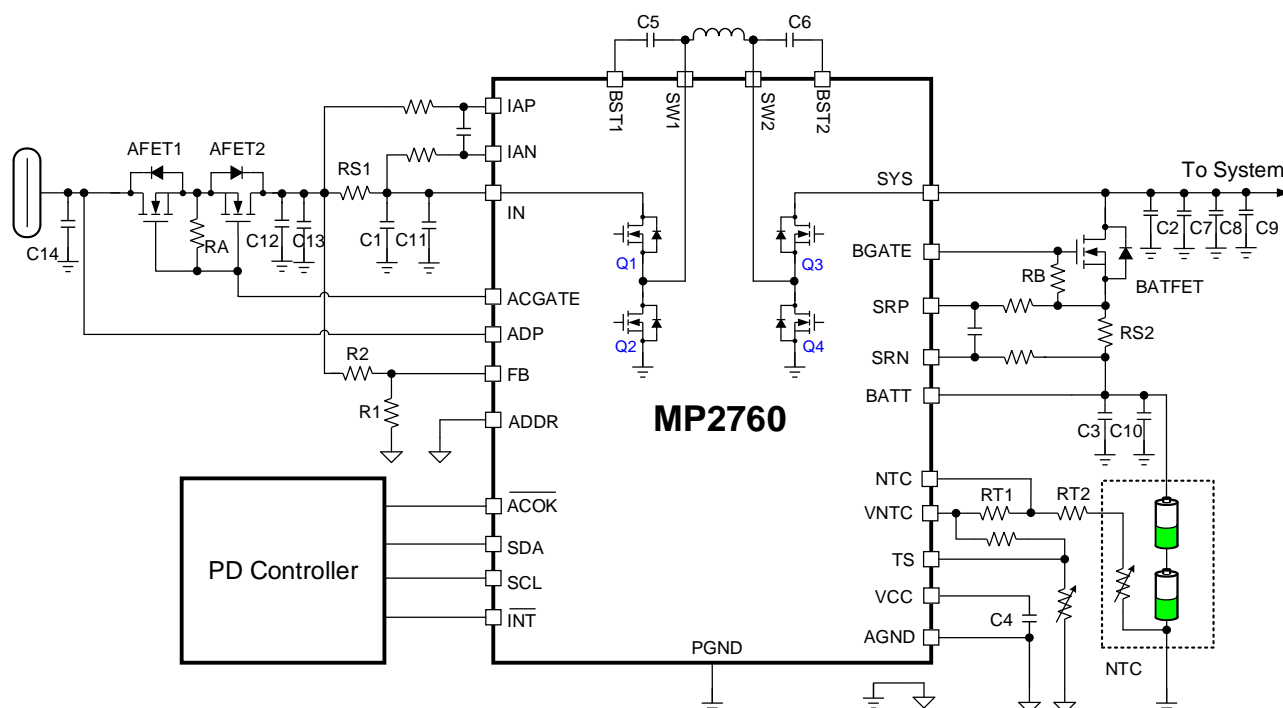 C5
C6
BST1
SW1
SW2
BST2
IAP
IAN
AFET1
AFET2
RS1
IN
SYS
To System
C14
RA
C12
C13
C1
C11
Q1
Q3
BGATE
RB
BATFET
C2
C7
C8
C9
ACGATE
SRP
ADP
Q2
Q4
RS2
R2
FB
SRN
R1
ADDR
MP2760
BATT
C3
C10
NTC
ACOK
VNTC
RT1
RT2
SDA
TS
PD Controller
SCL
VCC
INT
C4
AGND
PGND
NTC